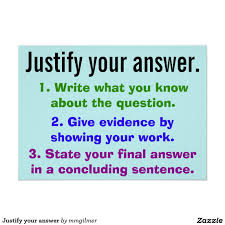 Justify your answer.
1. Write what you know
about the question.
2. Give evidence by
showing your work.
3. State your final answer
in a concluding sentence.
Justify your answer by mngilmer
Zazzle